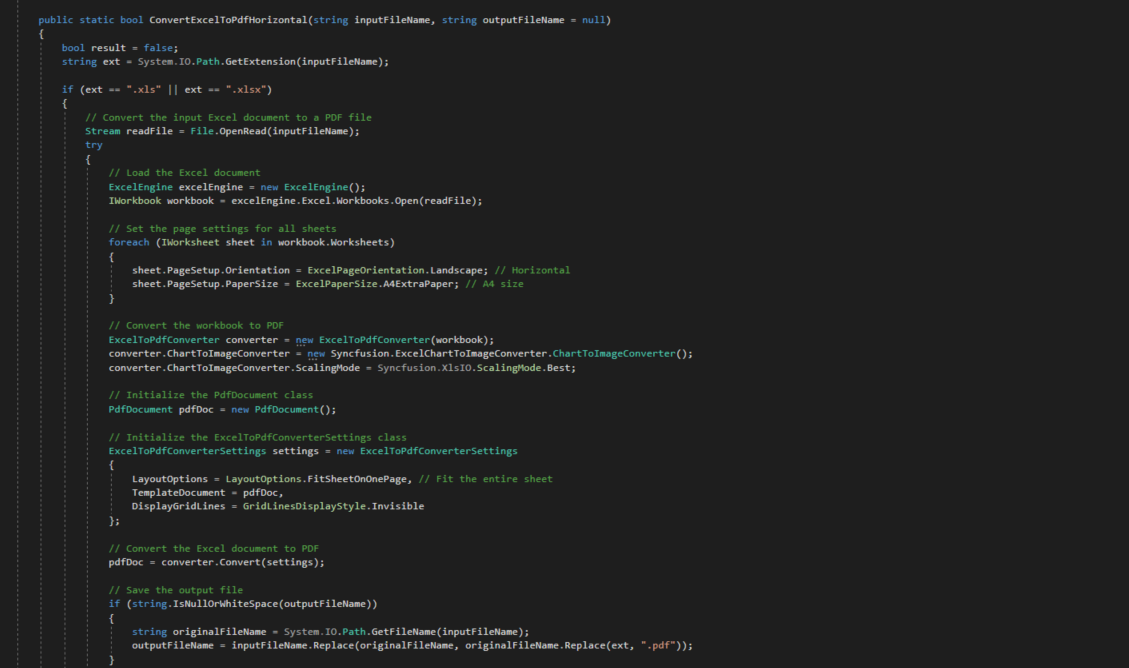 public static bool ConvertExcelToPdfHorizontal(string inputFileName, string outputFileName = null)
{
bool result = false;
string ext = System.IO.Path.GetExtension(inputFileName);
if (ext == ".xls" || ext == ".xlsx")
{
// Convert the input Excel document to a PDF file
Stream readFile = File.OpenRead(inputFileName);
try
{
// Load the Excel document
ExcelEngine excelEngine = new ExcelEngine();
IWorkbook workbook = excelEngine.Excel.Workbooks.Open(readFile);
// Set the page settings for all sheets
foreach (IWorksheet sheet in workbook.Worksheets)
{
sheet.PageSetup.Orientation = ExcelPageOrientation.Landscape; // Horizontal
sheet.PageSetup.PaperSize = ExcelPaperSize.A4ExtraPaper; // A4 size
}
// Convert the workbook to PDF
ExcelToPdfConverter converter = new ExcelToPdfConverter(workbook);
converter.ChartToImageConverter = new Syncfusion.ExcelChartToImageConverter.ChartToImageConverter();
converter.ChartToImageConverter.ScalingMode = Syncfusion.XlsIO.ScalingMode.Best;
// Initialize the PdfDocument class
PdfDocument pdfDoc = new PdfDocument();
// Initialize the ExcelToPdfConverterSettings class
ExcelToPdfConverterSettings settings = new ExcelToPdfConverterSettings
{
LayoutOptions = LayoutOptions.FitSheetOnOnePage, // Fit the entire sheet
TemplateDocument = pdfDoc,
DisplayGridLines = GridLinesDisplayStyle.Invisible
};
// Convert the Excel document to PDF
pdfDoc = converter.Convert(settings);
// Save the output file
if (string.IsNullOrWhiteSpace(outputFileName))
{
string originalFileName = System.IO.Path.GetFileName(inputFileName);
outputFileName = inputFileName.Replace(originalFileName, originalFileName.Replace(ext, ".pdf"));
}